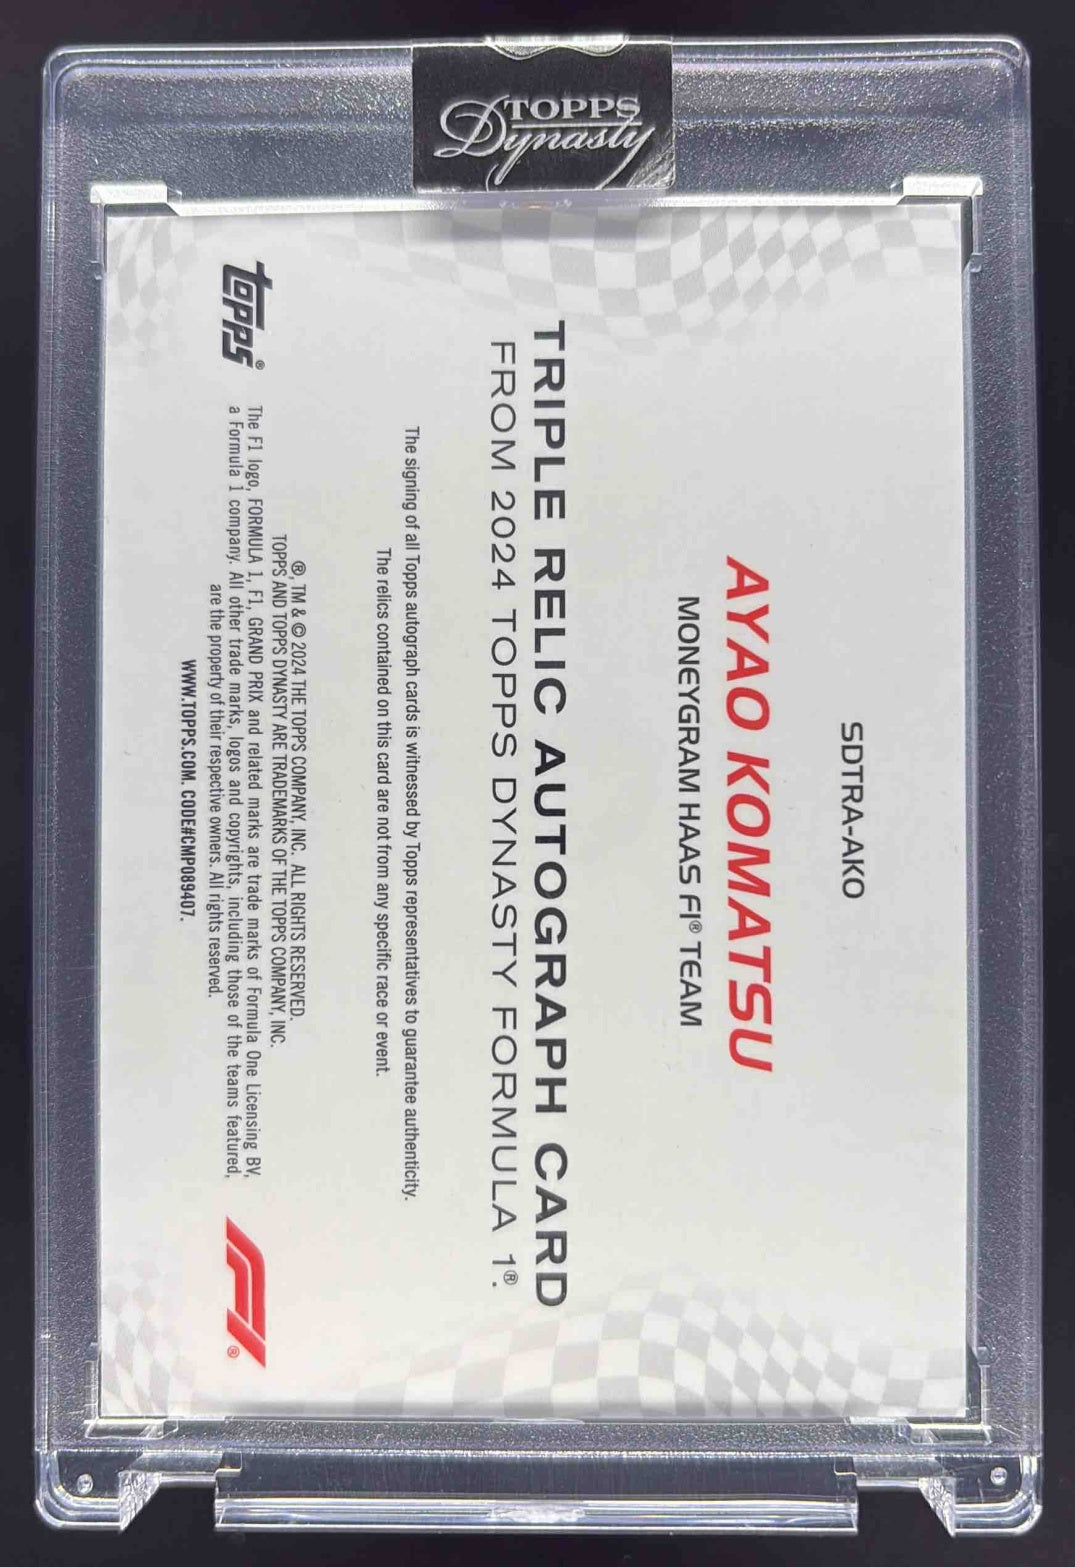 TOPPS
Dynasty
SDTRA-AKO
AYAO KOMATSU
MONEYGRAM HAAS F1® TEAM
TRIPLE RELIC AUTOGRAPH CARD
FROM 2024 TOPPS DYNASTY FORMULA 1®.
The signing of all Topps autograph cards is witnessed by Topps representatives to guarantee authenticity.
The relics contained on this card are not from any specific race or event.
®, TM & © 2024 THE TOPPS COMPANY, INC. ALL RIGHTS RESERVED.
TOPPS AND TOPPS DYNASTY ARE TRADEMARKS OF THE TOPPS COMPANY, INC.
The F1 logo, FORMULA 1, F1, GRAND PRIX and related marks are trade marks of Formula One Licensing BV,
a Formula 1 company. All other trade marks, logos and copyrights, including those of the teams featured,
are the property of their respective owners. All rights reserved.
WWW.TOPPS.COM. CODE#CMP089407.
topps®
F1®